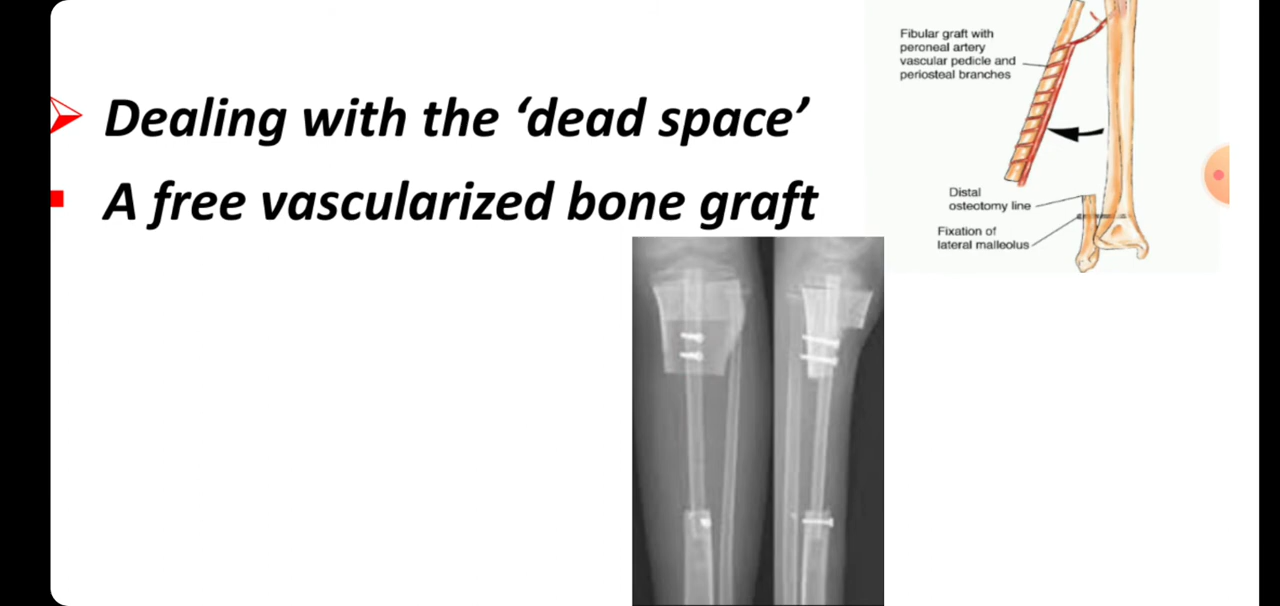 Dealing with the ‘dead space’
A free vascularized bone graft
Fibular graft with
peroneal artery
vascular pedicle and
periosteal branches
Distal
osteotomy line
Fixation of
lateral malleolus